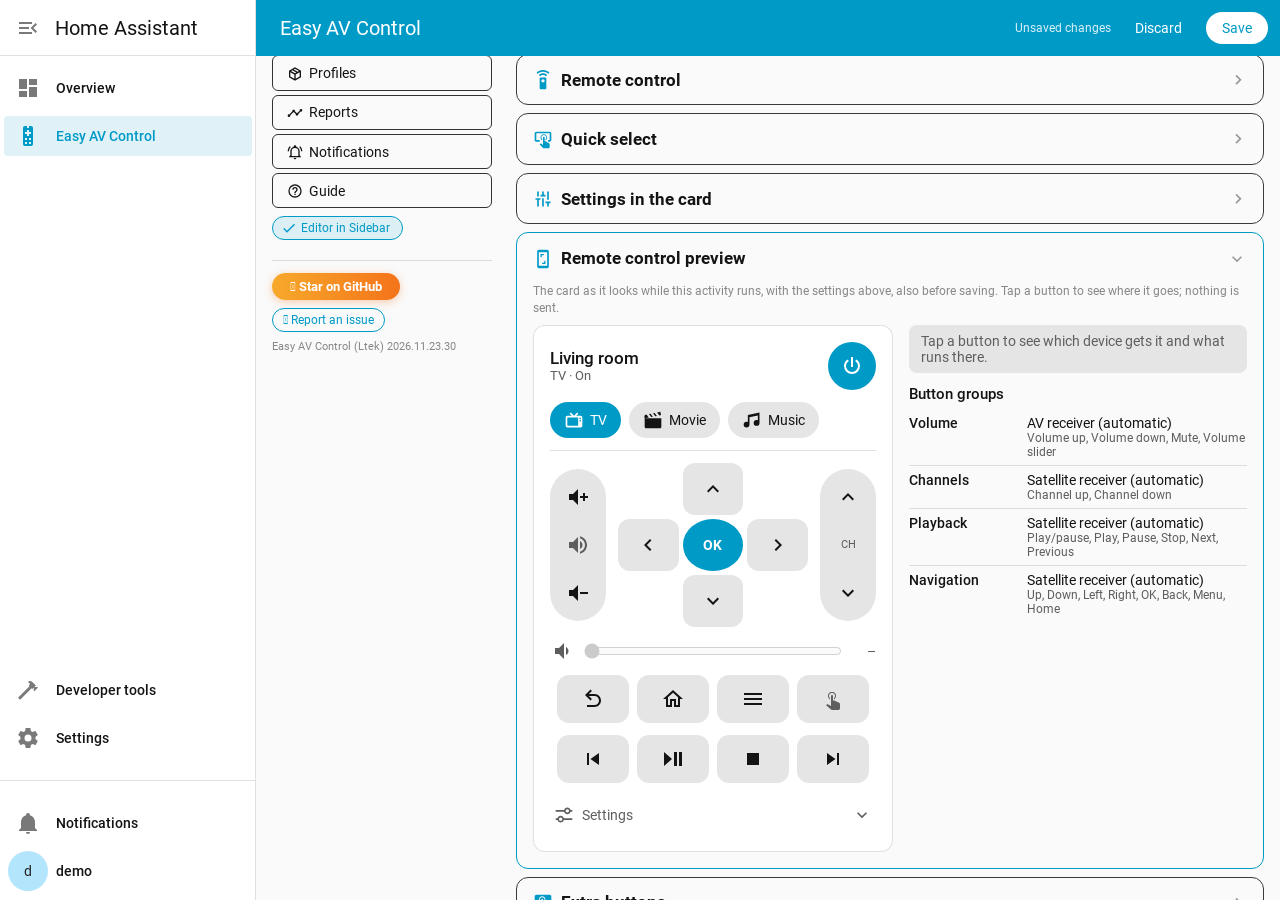 Home Assistant
Easy AV Control
Unsaved changes
Discard
Save
Overview
Easy AV Control
Developer tools
Settings
Notifications
d
demo
Profiles
Reports
Notifications
Guide
Editor in Sidebar
Star on GitHub
Report an issue
Easy AV Control (Ltek) 2026.11.23.30
Remote control
Quick select
Settings in the card
Remote control preview
The card as it looks while this activity runs, with the settings above, also before saving. Tap a button to see where it goes; nothing is
sent.
Living room
TV · On
TV
Movie
Music
OK
CH
–
Settings
Tap a button to see which device gets it and what
runs there.
Button groups
Volume
AV receiver (automatic)
Volume up, Volume down, Mute, Volume
slider
Channels
Satellite receiver (automatic)
Channel up, Channel down
Playback
Satellite receiver (automatic)
Play/pause, Play, Pause, Stop, Next,
Previous
Navigation
Satellite receiver (automatic)
Up, Down, Left, Right, OK, Back, Menu,
Home
Extra buttons